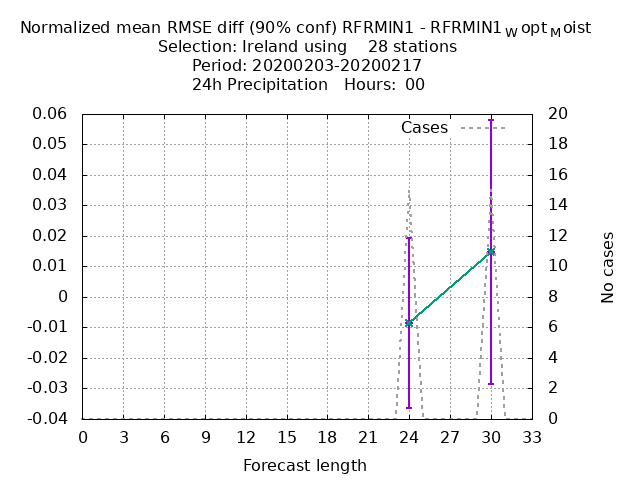 Normalized mean RMSE diff (90% conf) RFRMIN1 - RFRMIN1WoptMoist
Selection: Ireland using    28 stations
Period: 20200203-20200217
24h Precipitation   Hours:  00
Cases
0.06
0.05
0.04
0.03
0.02
0.01
0
-0.01
-0.02
-0.03
-0.04
20
18
16
14
12
10
8
6
4
2
0
No cases
0 3 6 9 12 15 18 21 24 27 30 33
Forecast length